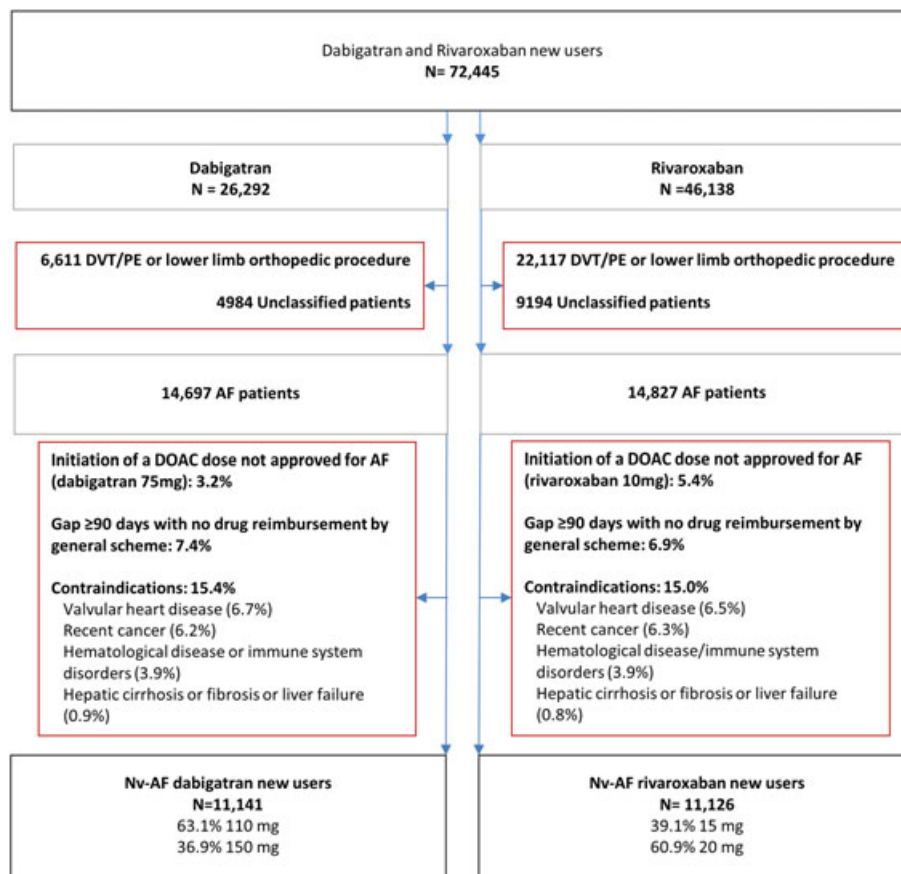 Dabigatran and Rivaroxaban new users
N= 72,445
Dabigatran
N = 26,292
Rivaroxaban
N =46,138
6,611 DVT/PE or lower limb orthopedic procedure
4984 Unclassified patients
22,117 DVT/PE or lower limb orthopedic procedure
9194 Unclassified patients
14,697 AF patients
14,827 AF patients
Initiation of a DOAC dose not approved for AF
(dabigatran 75mg): 3.2%
Gap ≥90 days with no drug reimbursement by
general scheme: 7.4%
Contraindications: 15.4%
Valvular heart disease (6.7%)
Recent cancer (6.2%)
Hematological disease or immune system
disorders (3.9%)
Hepatic cirrhosis or fibrosis or liver failure
(0.9%)
Initiation of a DOAC dose not approved for AF
(rivaroxaban 10mg): 5.4%
Gap ≥90 days with no drug reimbursement by
general scheme: 6.9%
Contraindications: 15.0%
Valvular heart disease (6.5%)
Recent cancer (6.3%)
Hematological disease/immune system
disorders (3.9%)
Hepatic cirrhosis or fibrosis or liver failure
(0.8%)
Nv-AF dabigatran new users
N=11,141
63.1% 110 mg
36.9% 150 mg
Nv-AF rivaroxaban new users
N= 11,126
39.1% 15 mg
60.9% 20 mg